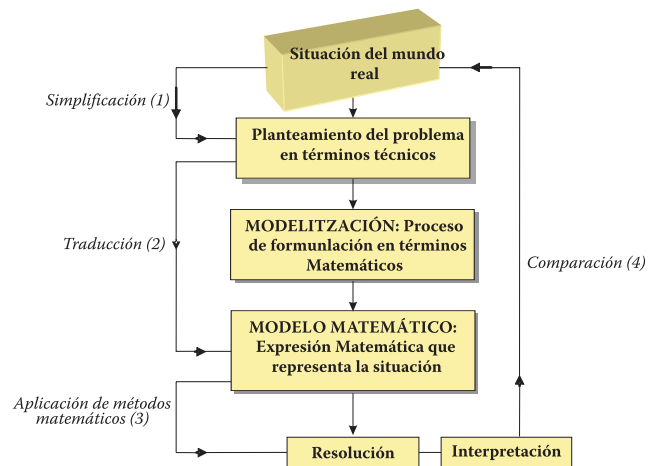 Situación del mundo
real
Simplificación (1)
Planteamiento del problema
en términos técnicos
Traducción (2)
MODELITZACIÓN: Proceso
de formunlación en términos
Matemáticos
Comparación (4)
MODELO MATEMÁTICO:
Expresión Matemática que
representa la situación
Aplicación de métodos
matemáticos (3)
Resolución
Interpretación